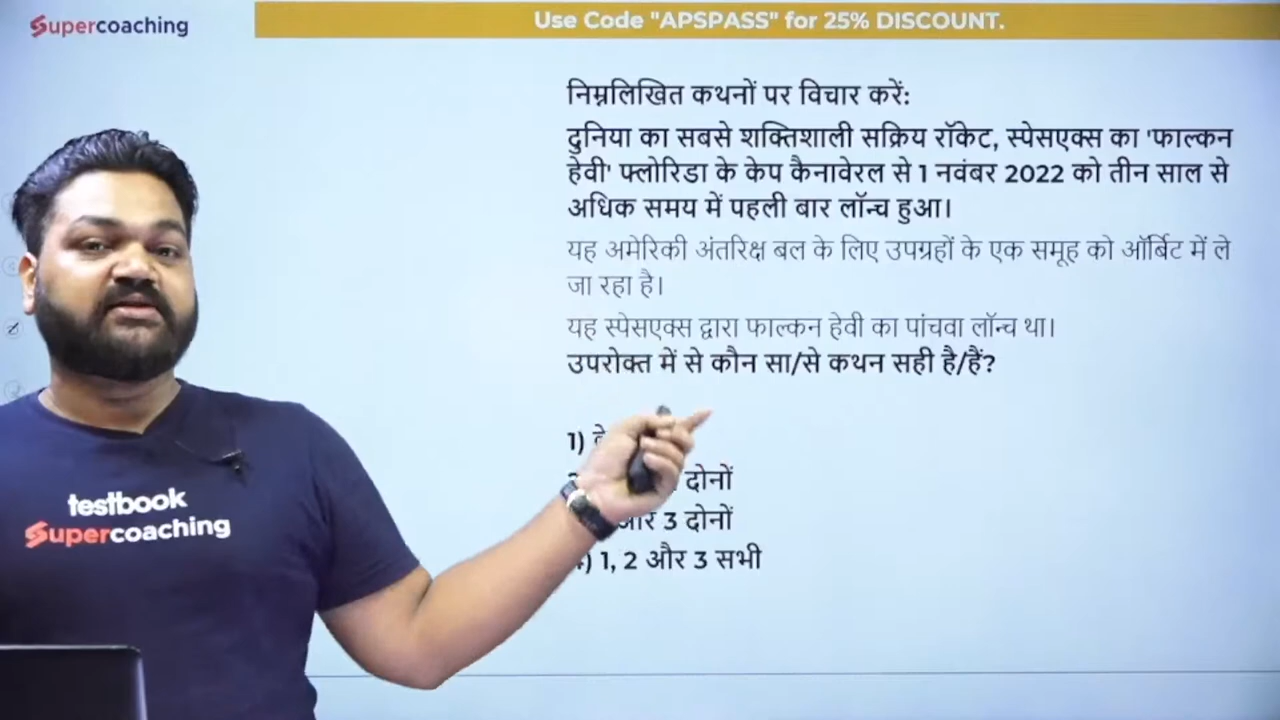 Supercoaching
Use Code "APSPASS" for 25% DISCOUNT.
निम्नलिखित कथनों पर विचार करें:
दुनिया का सबसे शक्तिशाली सक्रिय रॉकेट, स्पेसएक्स का 'फाल्कन
हेवी' फ्लोरिडा के केप कैनावेरल से 1 नवंबर 2022 को तीन साल से
अधिक समय में पहली बार लॉन्च हुआ।
यह अमेरिकी अंतरिक्ष बल के लिए उपग्रहों के एक समूह को ऑर्बिट में ले
जा रहा है।
यह स्पेसएक्स द्वारा फाल्कन हेवी का पांचवा लॉन्च था।
उपरोक्त में से कौन सा/से कथन सही है/हैं?
1)
दोनों
और 3 दोनों
) 1, 2 और 3 सभी
testbook
Supercoaching